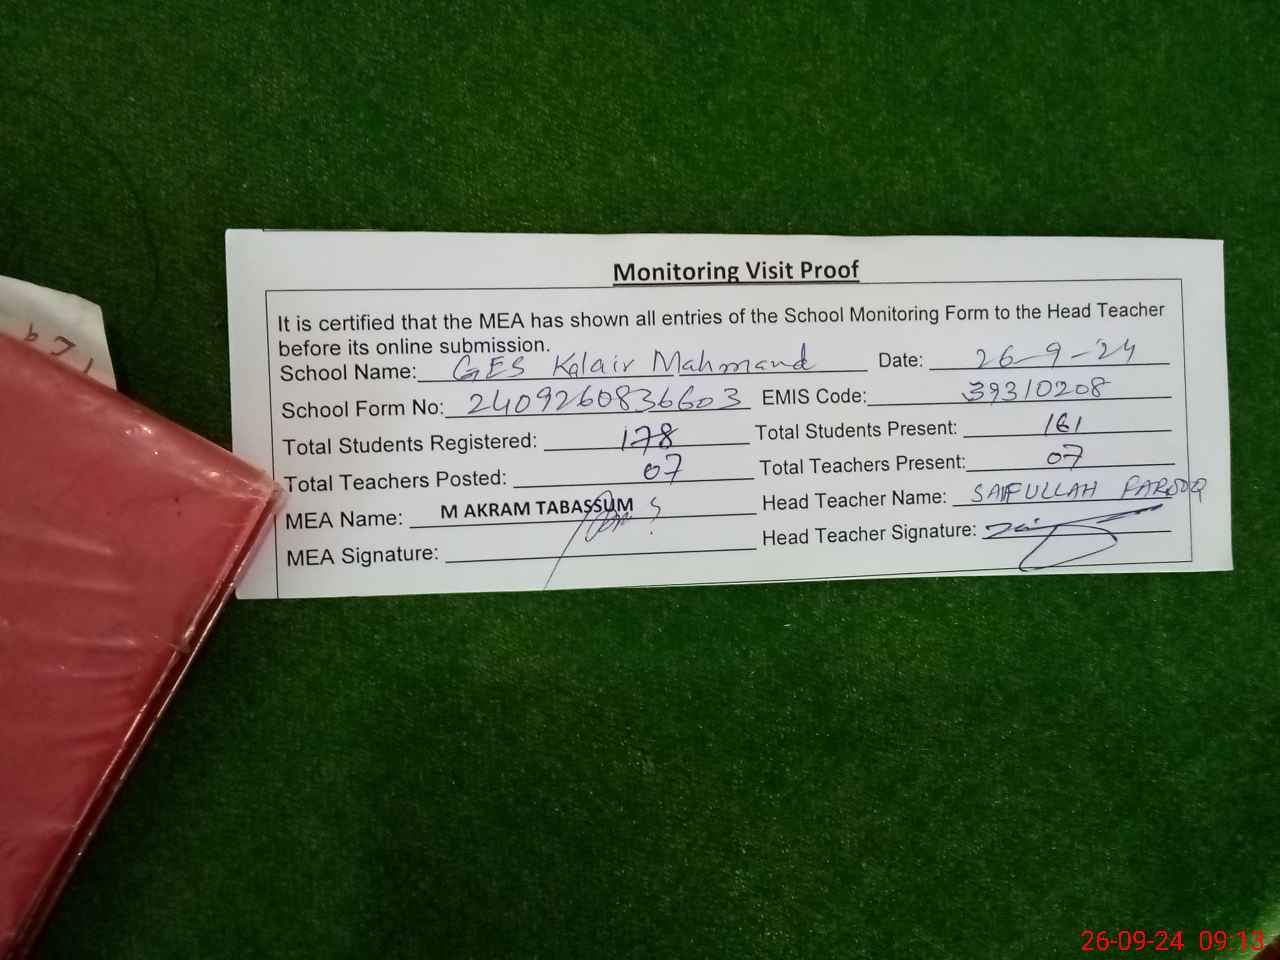 Monitoring Visit Proof
It is certified that the MEA has shown all entries of the School Monitoring Form to the Head Teacher
before its online submission.
School Name: GES Kalair Mahmand Date: 26-9-24
School Form No: 2409260836603 EMIS Code: 39310208
Total Students Registered: 178 Total Students Present: 161
Total Teachers Posted: 07 Total Teachers Present: 07
MEA Name: M AKRAM TABASSUM Head Teacher Name: SAIFULLAH FAROOQ
MEA Signature: Head Teacher Signature:
26-09-24 09:13